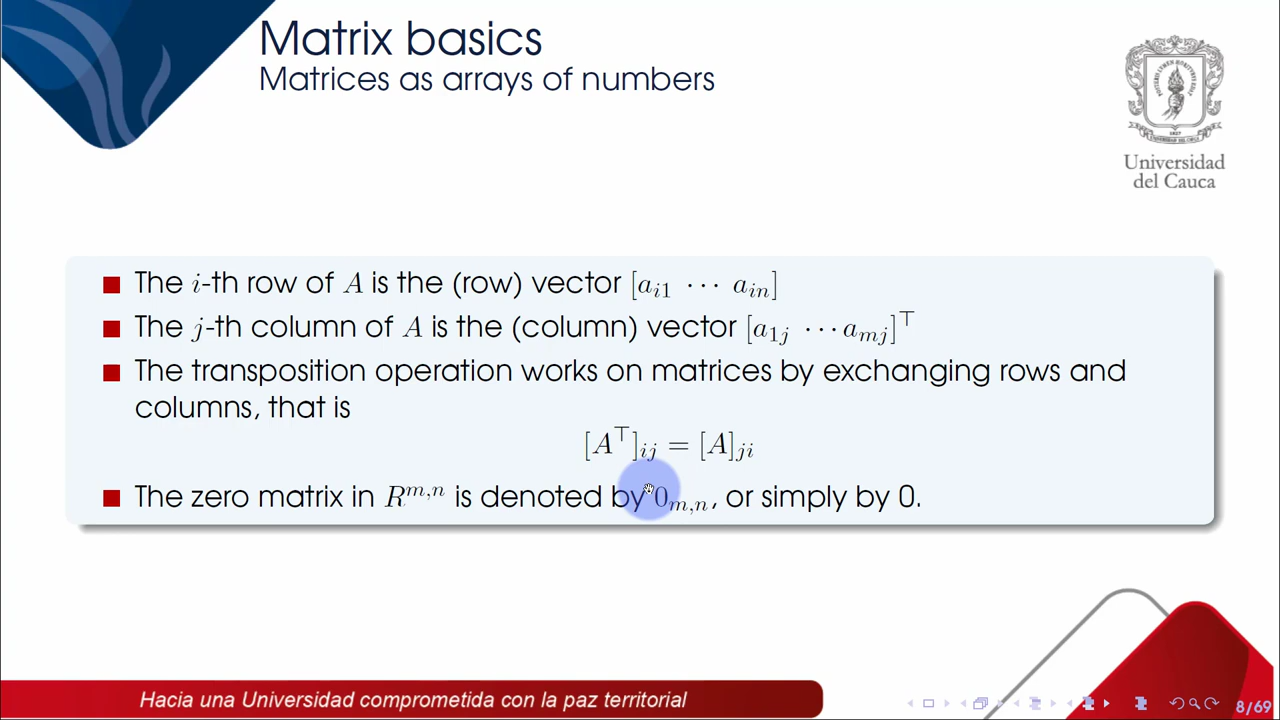 Matrix basics
Matrices as arrays of numbers
Universidad
del Cauca
■ The i-th row of A is the (row) vector [a_{i1} ⋯ a_{in}]
■ The j-th column of A is the (column) vector [a_{1j} ⋯ a_{mj}]^⊤
■ The transposition operation works on matrices by exchanging rows and
columns, that is
[A^⊤]_{ij} = [A]_{ji}
■ The zero matrix in R^{m,n} is denoted by 0_{m,n}, or simply by 0.
Hacia una Universidad comprometida con la paz territorial
8/69